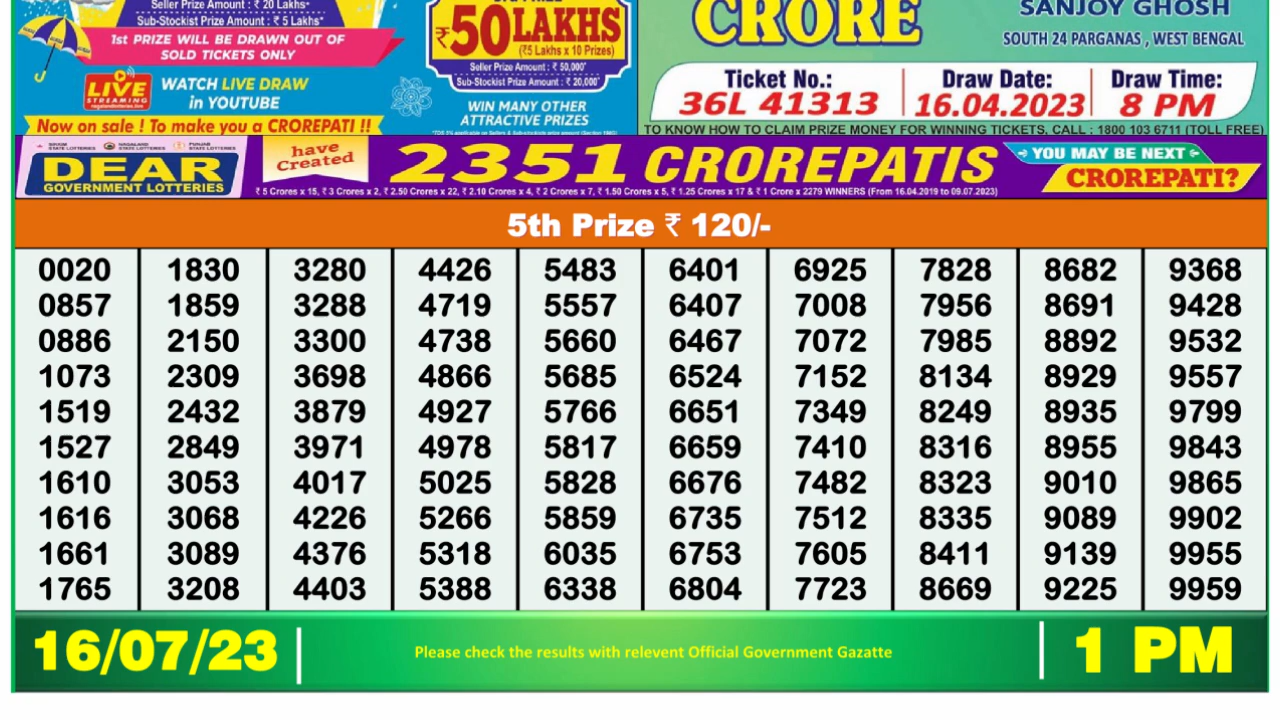 Seller Prize Amount : ₹ 20 Lakhs*
Sub-Stockist Prize Amount : ₹ 5 Lakhs*
1st PRIZE WILL BE DRAWN OUT OF
SOLD TICKETS ONLY
LIVE
STREAMING
WATCH LIVE DRAW
in YOUTUBE
Now on sale ! To make you a CROREPATI !!
₹50 LAKHS
(₹5 Lakhs x 10 Prizes)
Seller Prize Amount : ₹ 50,000*
Sub-Stockist Prize Amount : ₹ 20,000*
WIN MANY OTHER
ATTRACTIVE PRIZES
CRORE
SANJOY GHOSH
SOUTH 24 PARGANAS , WEST BENGAL
Ticket No.: Draw Date: Draw Time:
36L 41313 16.04.2023 8 PM
TO KNOW HOW TO CLAIM PRIZE MONEY FOR WINNING TICKETS, CALL : 1800 103 6711 (TOLL FREE)
SIKKIM STATE LOTTERIES NAGALAND STATE LOTTERIES PUNJAB STATE LOTTERIES
DEAR
GOVERNMENT LOTTERIES
have
Created
2351 CROREPATIS
₹ 5 Crores x 15, ₹ 3 Crores x 2, ₹ 2.50 Crores x 22, ₹ 2.10 Crores x 4, ₹ 2 Crores x 7, ₹ 1.50 Crores x 5, ₹ 1.25 Crores x 17 & ₹ 1 Crore x 2279 WINNERS (From 16.04.2019 to 09.07.2023)
YOU MAY BE NEXT
CROREPATI?
5th Prize ₹ 120/-
0020 1830 3280 4426 5483 6401 6925 7828 8682 9368
0857 1859 3288 4719 5557 6407 7008 7956 8691 9428
0886 2150 3300 4738 5660 6467 7072 7985 8892 9532
1073 2309 3698 4866 5685 6524 7152 8134 8929 9557
1519 2432 3879 4927 5766 6651 7349 8249 8935 9799
1527 2849 3971 4978 5817 6659 7410 8316 8955 9843
1610 3053 4017 5025 5828 6676 7482 8323 9010 9865
1616 3068 4226 5266 5859 6735 7512 8335 9089 9902
1661 3089 4376 5318 6035 6753 7605 8411 9139 9955
1765 3208 4403 5388 6338 6804 7723 8669 9225 9959
16/07/23
Please check the results with relevent Official Government Gazatte
1 PM